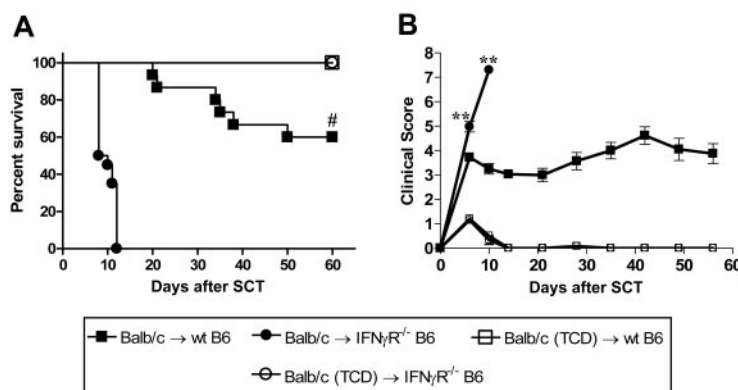 A
Percent survival
100
80
60
40
20
0
#
0 10 20 30 40 50 60
Days after SCT
B
Clinical Score
8
7
6
5
4
3
2
1
0
**
**
0 10 20 30 40 50 60
Days after SCT
Balb/c → wt B6
Balb/c → IFNγR⁻/⁻ B6
Balb/c (TCD) → wt B6
Balb/c (TCD) → IFNγR⁻/⁻ B6